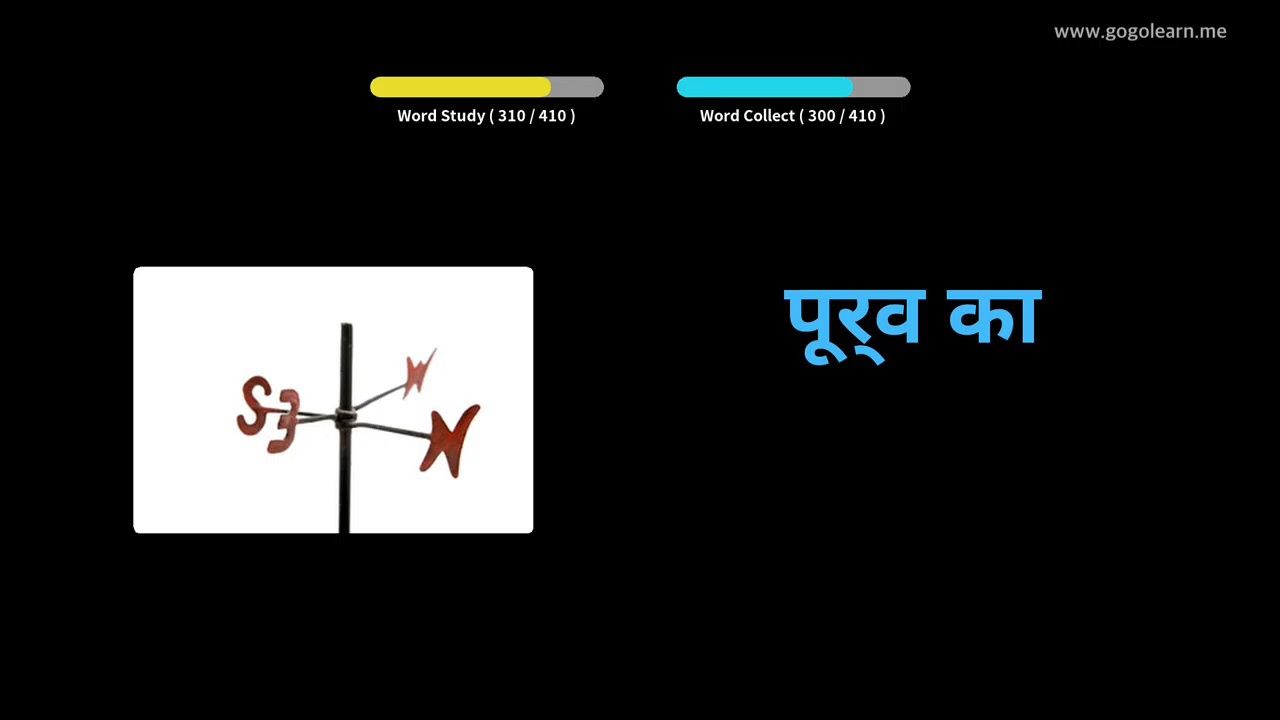 www.gogolearn.me
Word Study ( 310 / 410 )
Word Collect ( 300 / 410 )
पूर्‌व का
S E W N